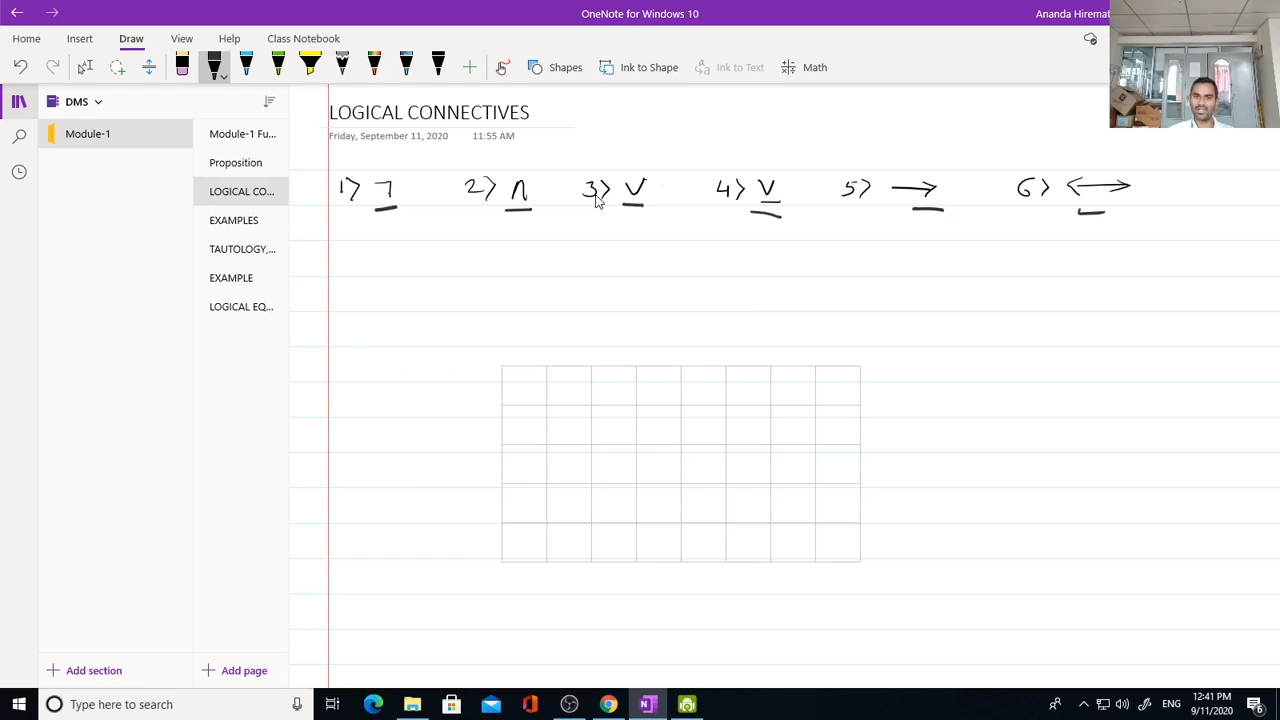 OneNote for Windows 10
Ananda Hiremat
Home Insert Draw View Help Class Notebook
Shapes Ink to Shape Ink to Text Math
DMS
Module-1
Module-1 Fu...
Proposition
LOGICAL CO...
EXAMPLES
TAUTOLOGY,...
EXAMPLE
LOGICAL EQ...
LOGICAL CONNECTIVES
Friday, September 11, 2020 11:55 AM
1) ㄱ 2) ∧ 3) ∨ 4) ⊻ 5) → 6) ↔
Add section
Add page
Type here to search
ENG
12:41 PM
9/11/2020
6